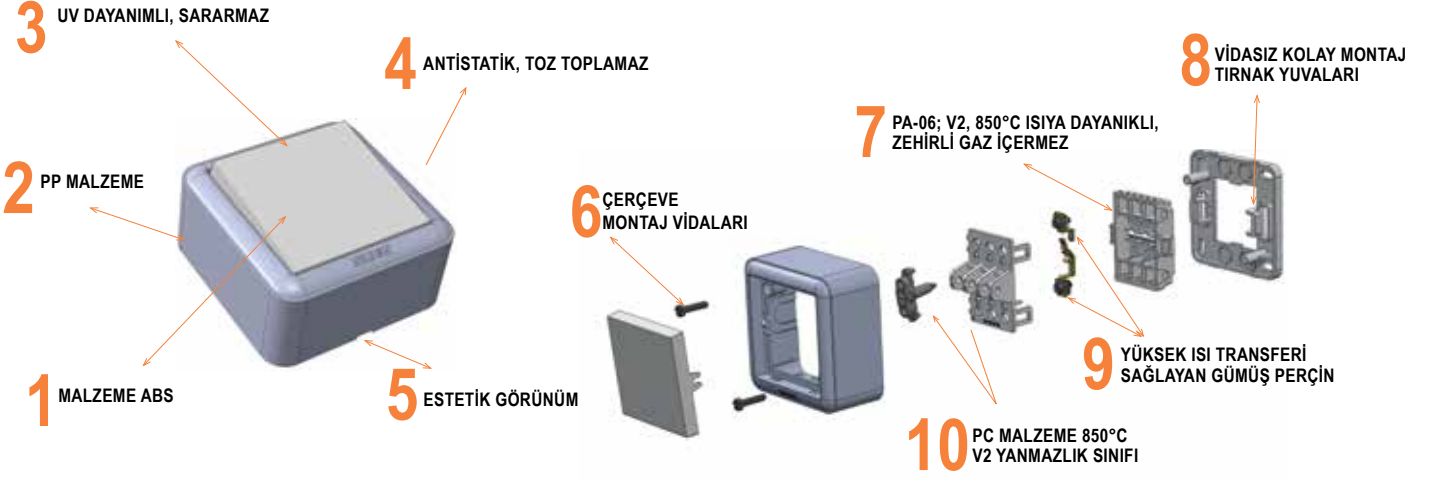 3 UV DAYANIMLI, SARARMAZ
4 ANTİSTATİK, TOZ TOPLAMAZ
2 PP MALZEME
1 MALZEME ABS
5 ESTETİK GÖRÜNÜM
6 ÇERÇEVE
MONTAJ VİDALARI
7 PA-06; V2, 850°C ISIYA DAYANIKLI,
ZEHİRLİ GAZ İÇERMEZ
8 VİDASIZ KOLAY MONTAJ
TIRNAK YUVALARI
9 YÜKSEK ISI TRANSFERİ
SAĞLAYAN GÜMÜŞ PERÇİN
10 PC MALZEME 850°C
V2 YANMAZLIK SINIFI